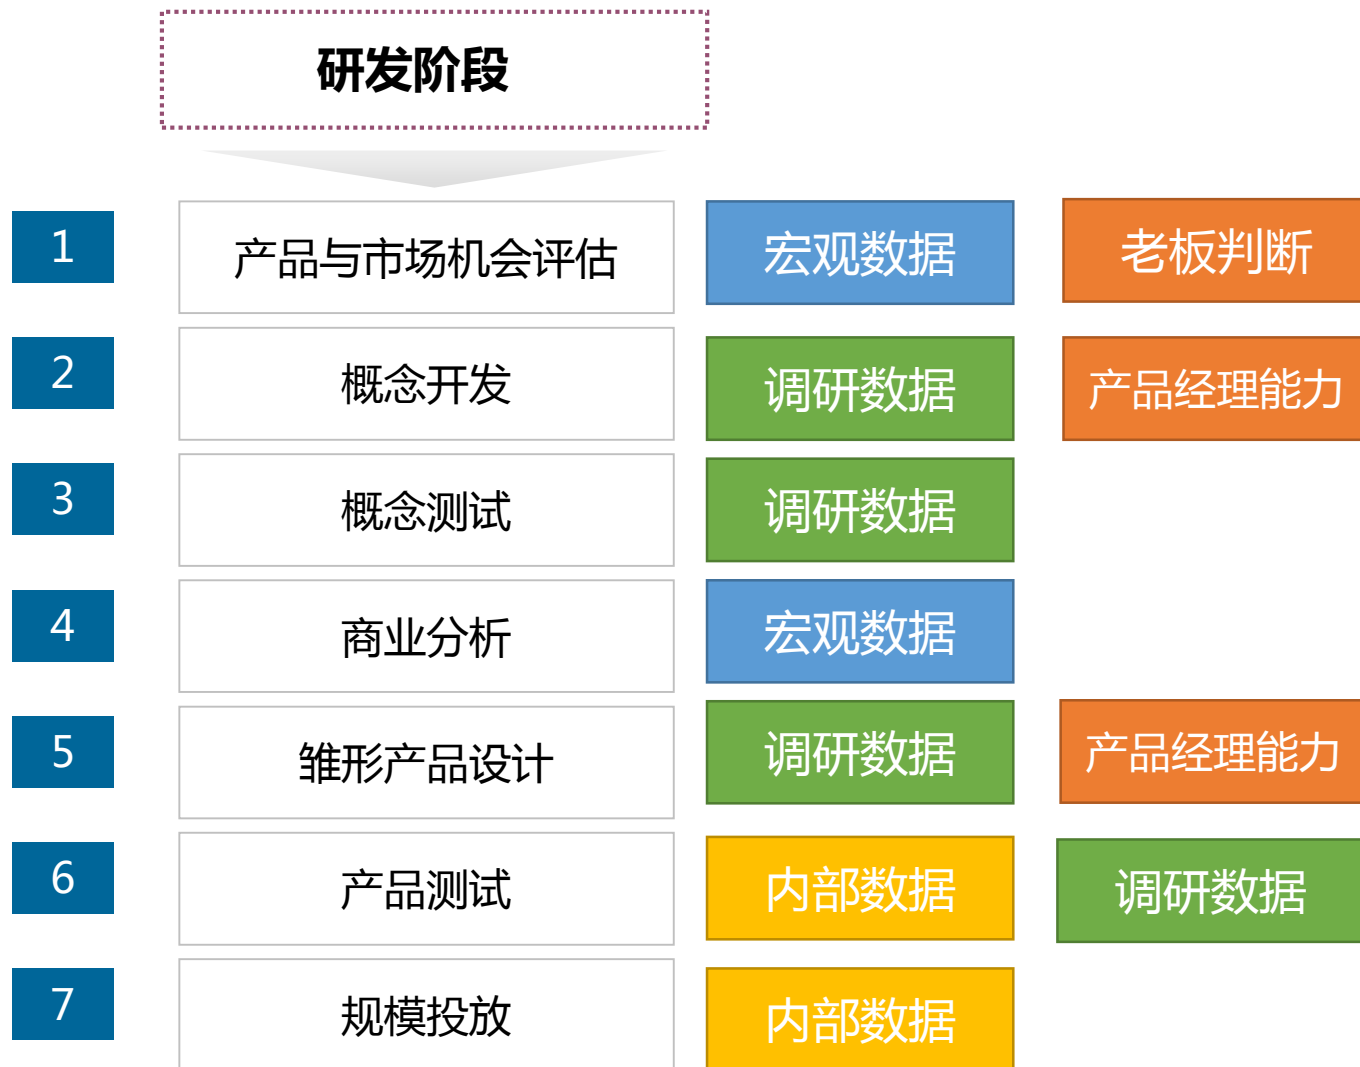 研发阶段
1
产品与市场机会评估
宏观数据
老板判断
2
概念开发
调研数据
产品经理能力
3
概念测试
调研数据
4
商业分析
宏观数据
5
雏形产品设计
调研数据
产品经理能力
6
产品测试
内部数据
调研数据
7
规模投放
内部数据